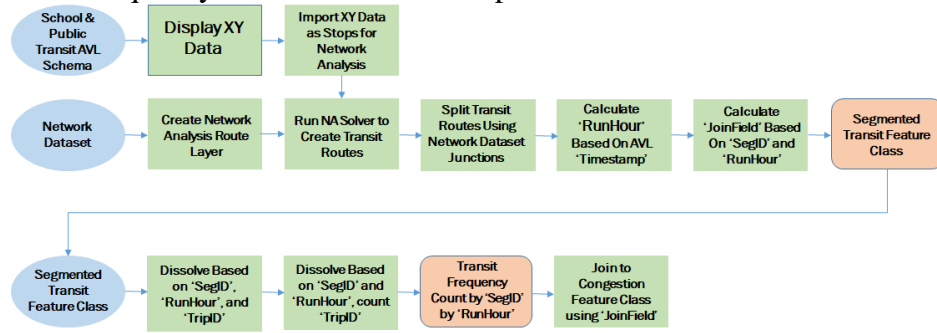 School &
Public
Transit AVL
Schema
Display XY
Data
Import XY Data
as Stops for
Network
Analysis
Network
Dataset
Create Network
Analysis Route
Layer
Run NA Solver to
Create Transit
Routes
Split Transit
Routes Using
Network Dataset
Junctions
Calculate
'RunHour'
Based On AVL
'Timestamp'
Calculate
'JoinField' Based
On 'SegID' and
'RunHour'
Segmented
Transit Feature
Class
Segmented
Transit
Feature Class
Dissolve Based
on 'SegID',
'RunHour', and
'TripID'
Dissolve Based
on 'SegID' and
'RunHour', count
'TripID'
Transit
Frequency
Count by 'SegID'
by 'RunHour'
Join to
Congestion
Feature Class
using 'JoinField'